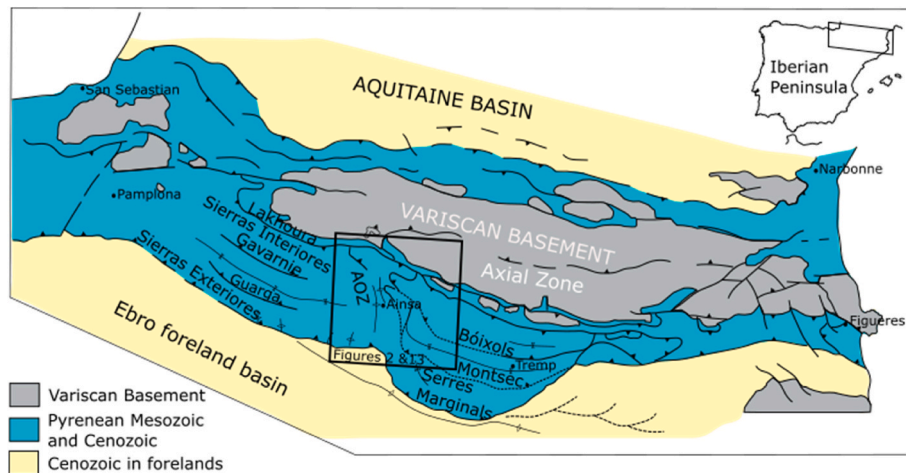 Iberian
Peninsula
San Sebastian
AQUITAINE BASIN
Narbonne
Pamplona
VARISCAN BASEMENT
Axial Zone
Lakhoura
Sierras Interiores
Gavarnie
Sierras Exteriores
Guarga
AOZ
Ainsa
Figueres
Bóixols
Tremp
Montsec
Figures 2 &13
Serres
Marginals
Ebro foreland basin
Variscan Basement
Pyrenean Mesozoic
and Cenozoic
Cenozoic in forelands